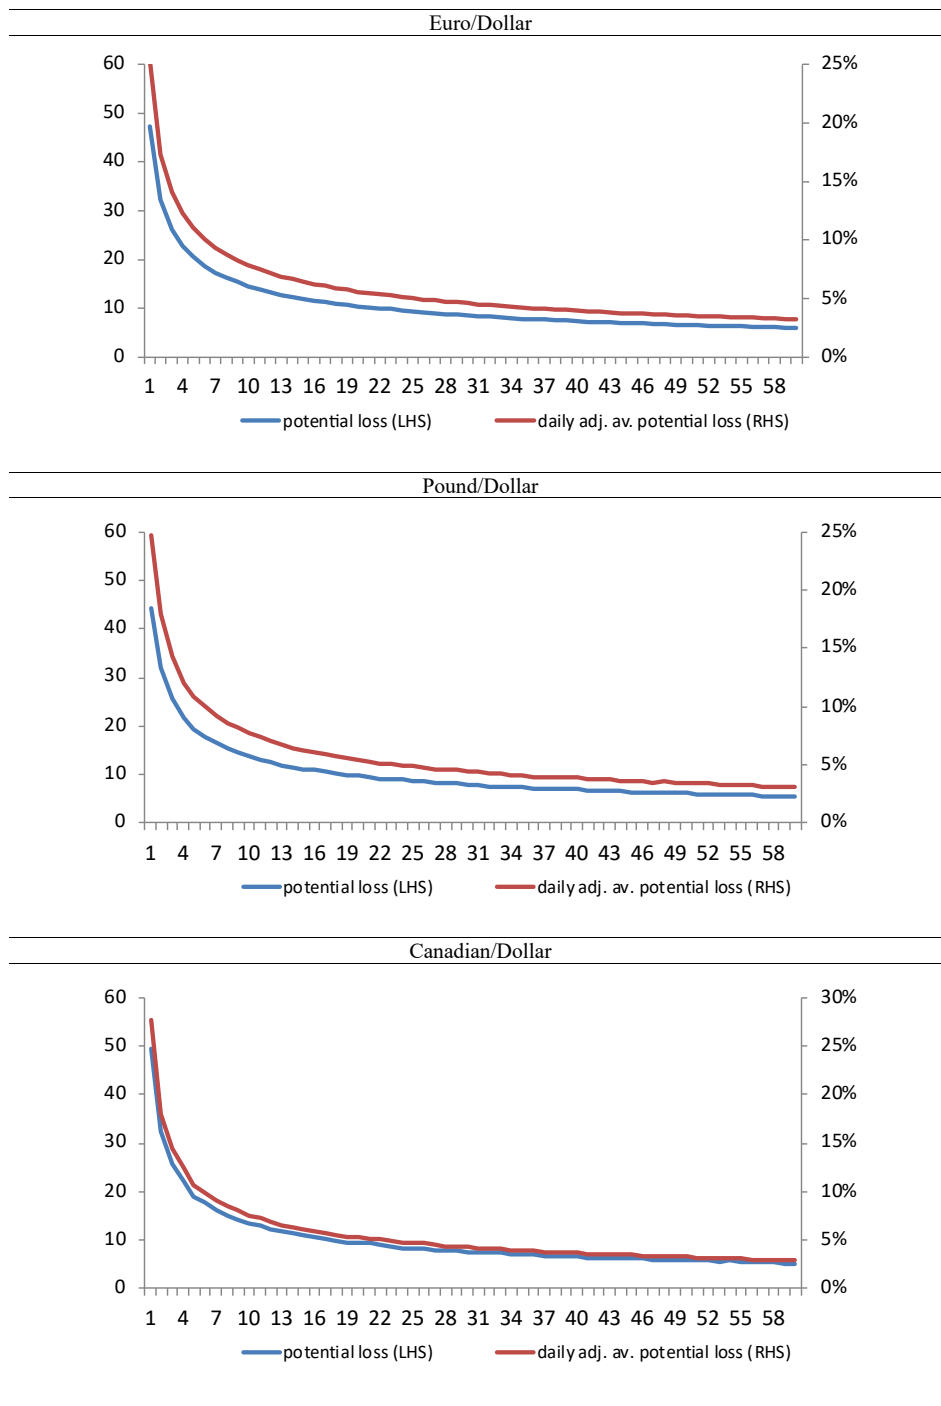 Euro/Dollar
60 25%
50 20%
40 15%
30
20 10%
10 5%
0 0%
1 4 7 10 13 16 19 22 25 28 31 34 37 40 43 46 49 52 55 58
potential loss (LHS) daily adj. av. potential loss (RHS)
Pound/Dollar
60 25%
50 20%
40 15%
30
20 10%
10 5%
0 0%
1 4 7 10 13 16 19 22 25 28 31 34 37 40 43 46 49 52 55 58
potential loss (LHS) daily adj. av. potential loss (RHS)
Canadian/Dollar
60 30%
50 25%
40 20%
30 15%
20 10%
10 5%
0 0%
1 4 7 10 13 16 19 22 25 28 31 34 37 40 43 46 49 52 55 58
potential loss (LHS) daily adj. av. potential loss (RHS)